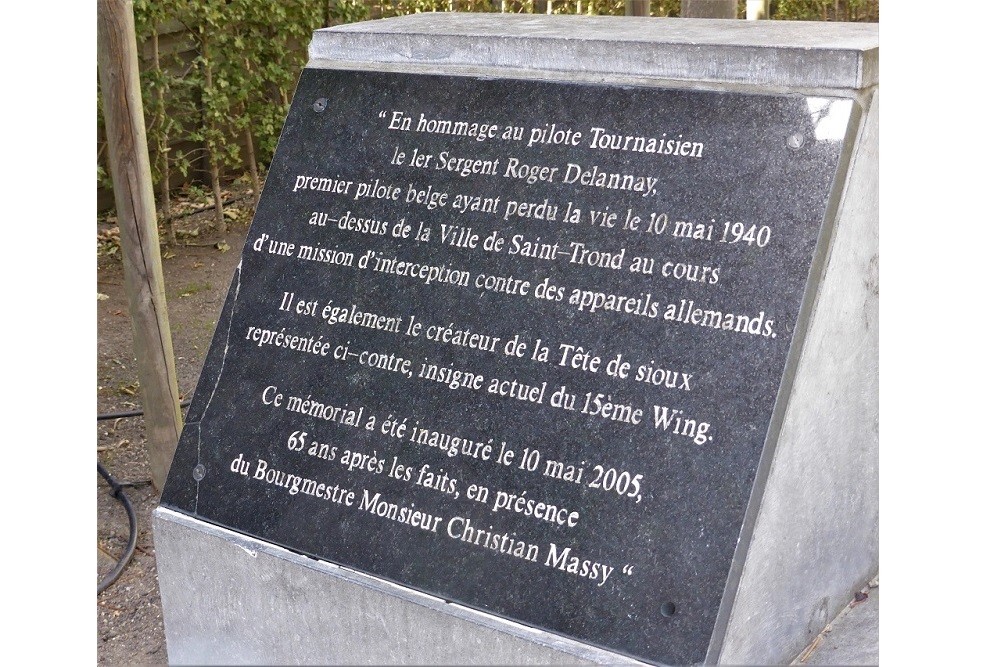 “En hommage au pilote Tournaisien
le 1er Sergent Roger Delannay,
premier pilote belge ayant perdu la vie le 10 mai 1940
au-dessus de la Ville de Saint-Trond au cours
d'une mission d'interception contre des appareils allemands.
Il est également le créateur de la Tête de sioux
représentée ci-contre, insigne actuel du 15ème Wing.
Ce mémorial a été inauguré le 10 mai 2005,
65 ans après les faits, en présence
du Bourgmestre Monsieur Christian Massy “